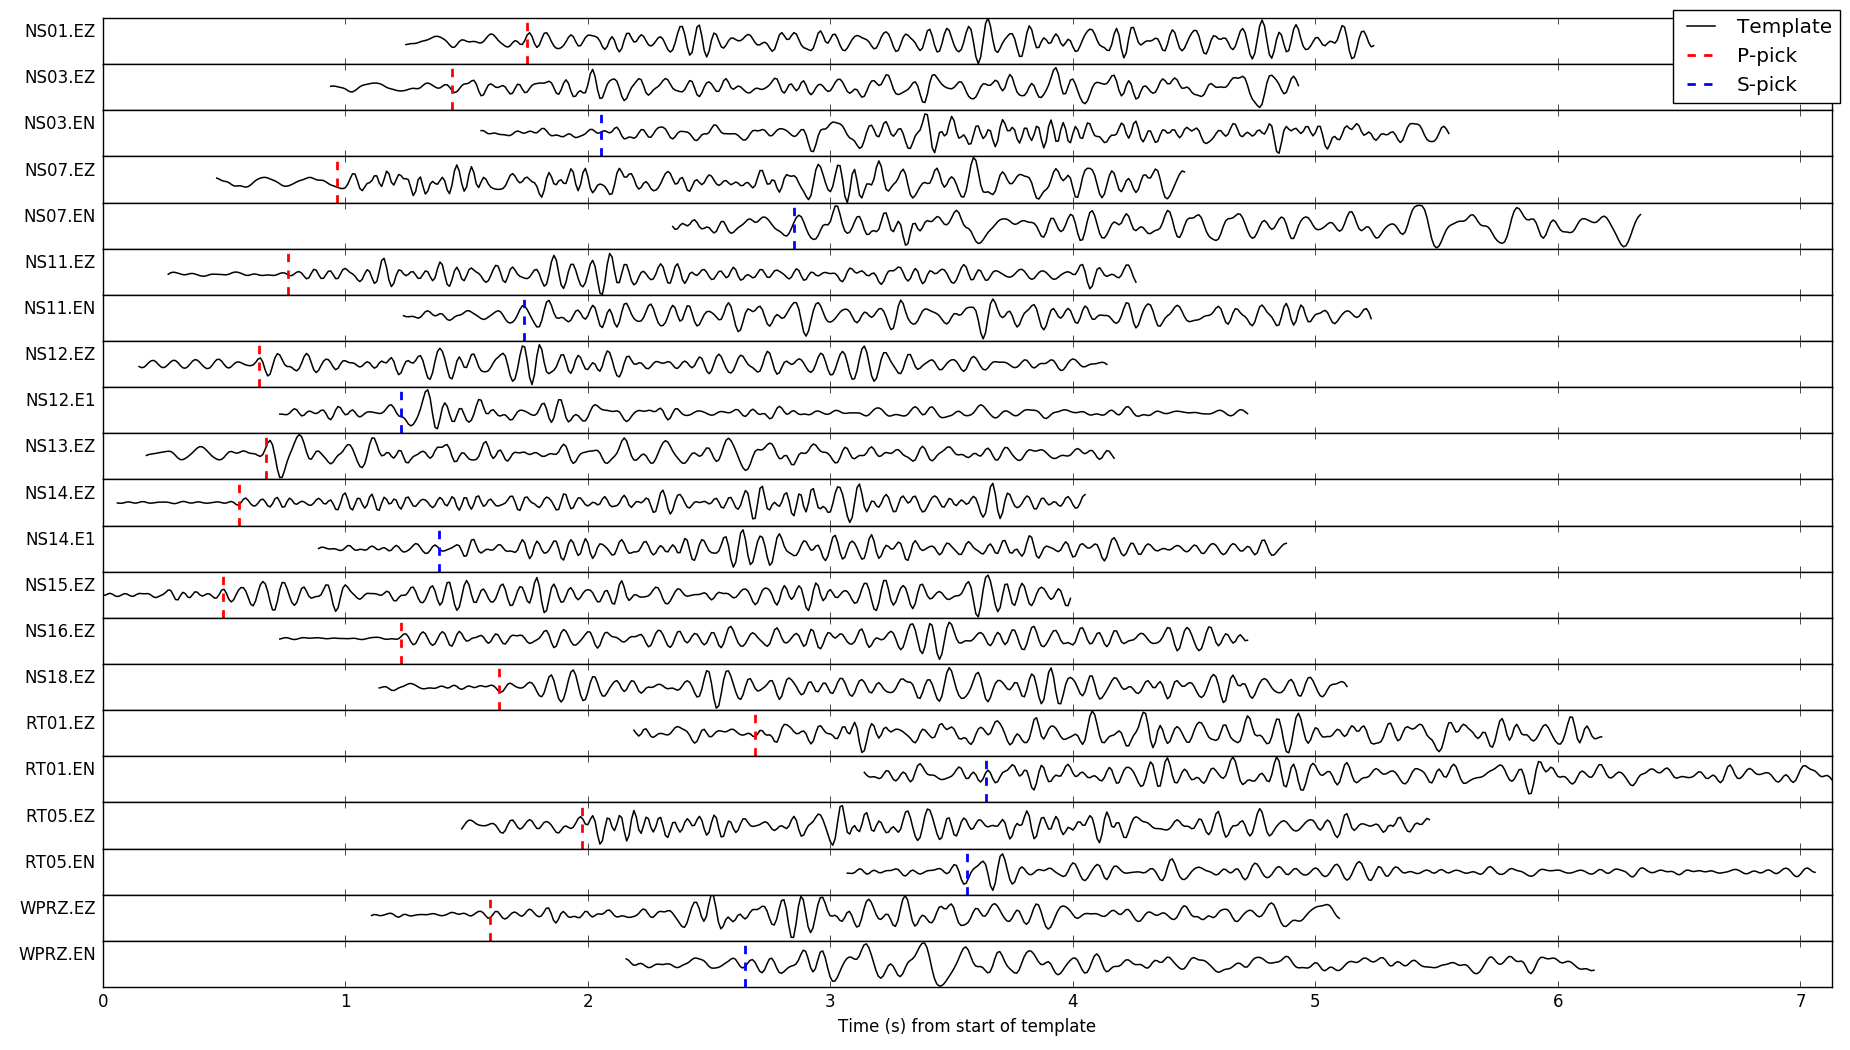 NS01.EZ
Template
P-pick
NS03.EZ
S-pick
NS03.EN
NS07.EZ
NS07.EN
NS11.EZ
NS11.EN
NS12.EZ
NS12.E1
NS13.EZ
NS14.EZ
NS14.E1
NS15.EZ
NS16.EZ
NS18.EZ
RT01.EZ
RT01.EN
RT05.EZ
RT05.EN
WPRZ.EZ
WPRZ.EN
0 1 2 3 4 5 6 7
Time (s) from start of template